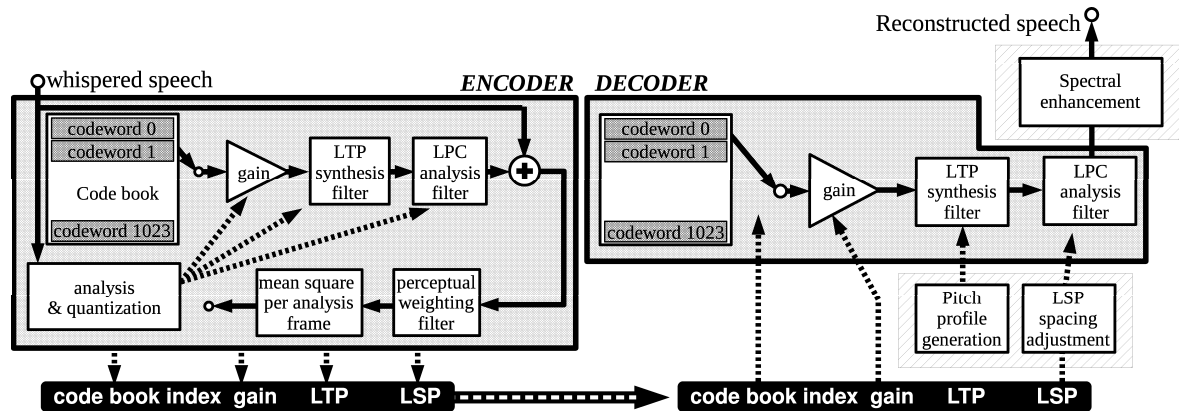 Reconstructed speech
whispered speech
ENCODER
DECODER
Spectral
enhancement
codeword 0
codeword 1
Code book
codeword 1023
gain
LTP
synthesis
filter
LPC
analysis
filter
analysis
& quantization
mean square
per analysis
frame
perceptual
weighting
filter
codeword 0
codeword 1
codeword 1023
gain
LTP
synthesis
filter
LPC
analysis
filter
Pitch
profile
generation
LSP
spacing
adjustment
code book index gain LTP LSP
code book index gain LTP LSP